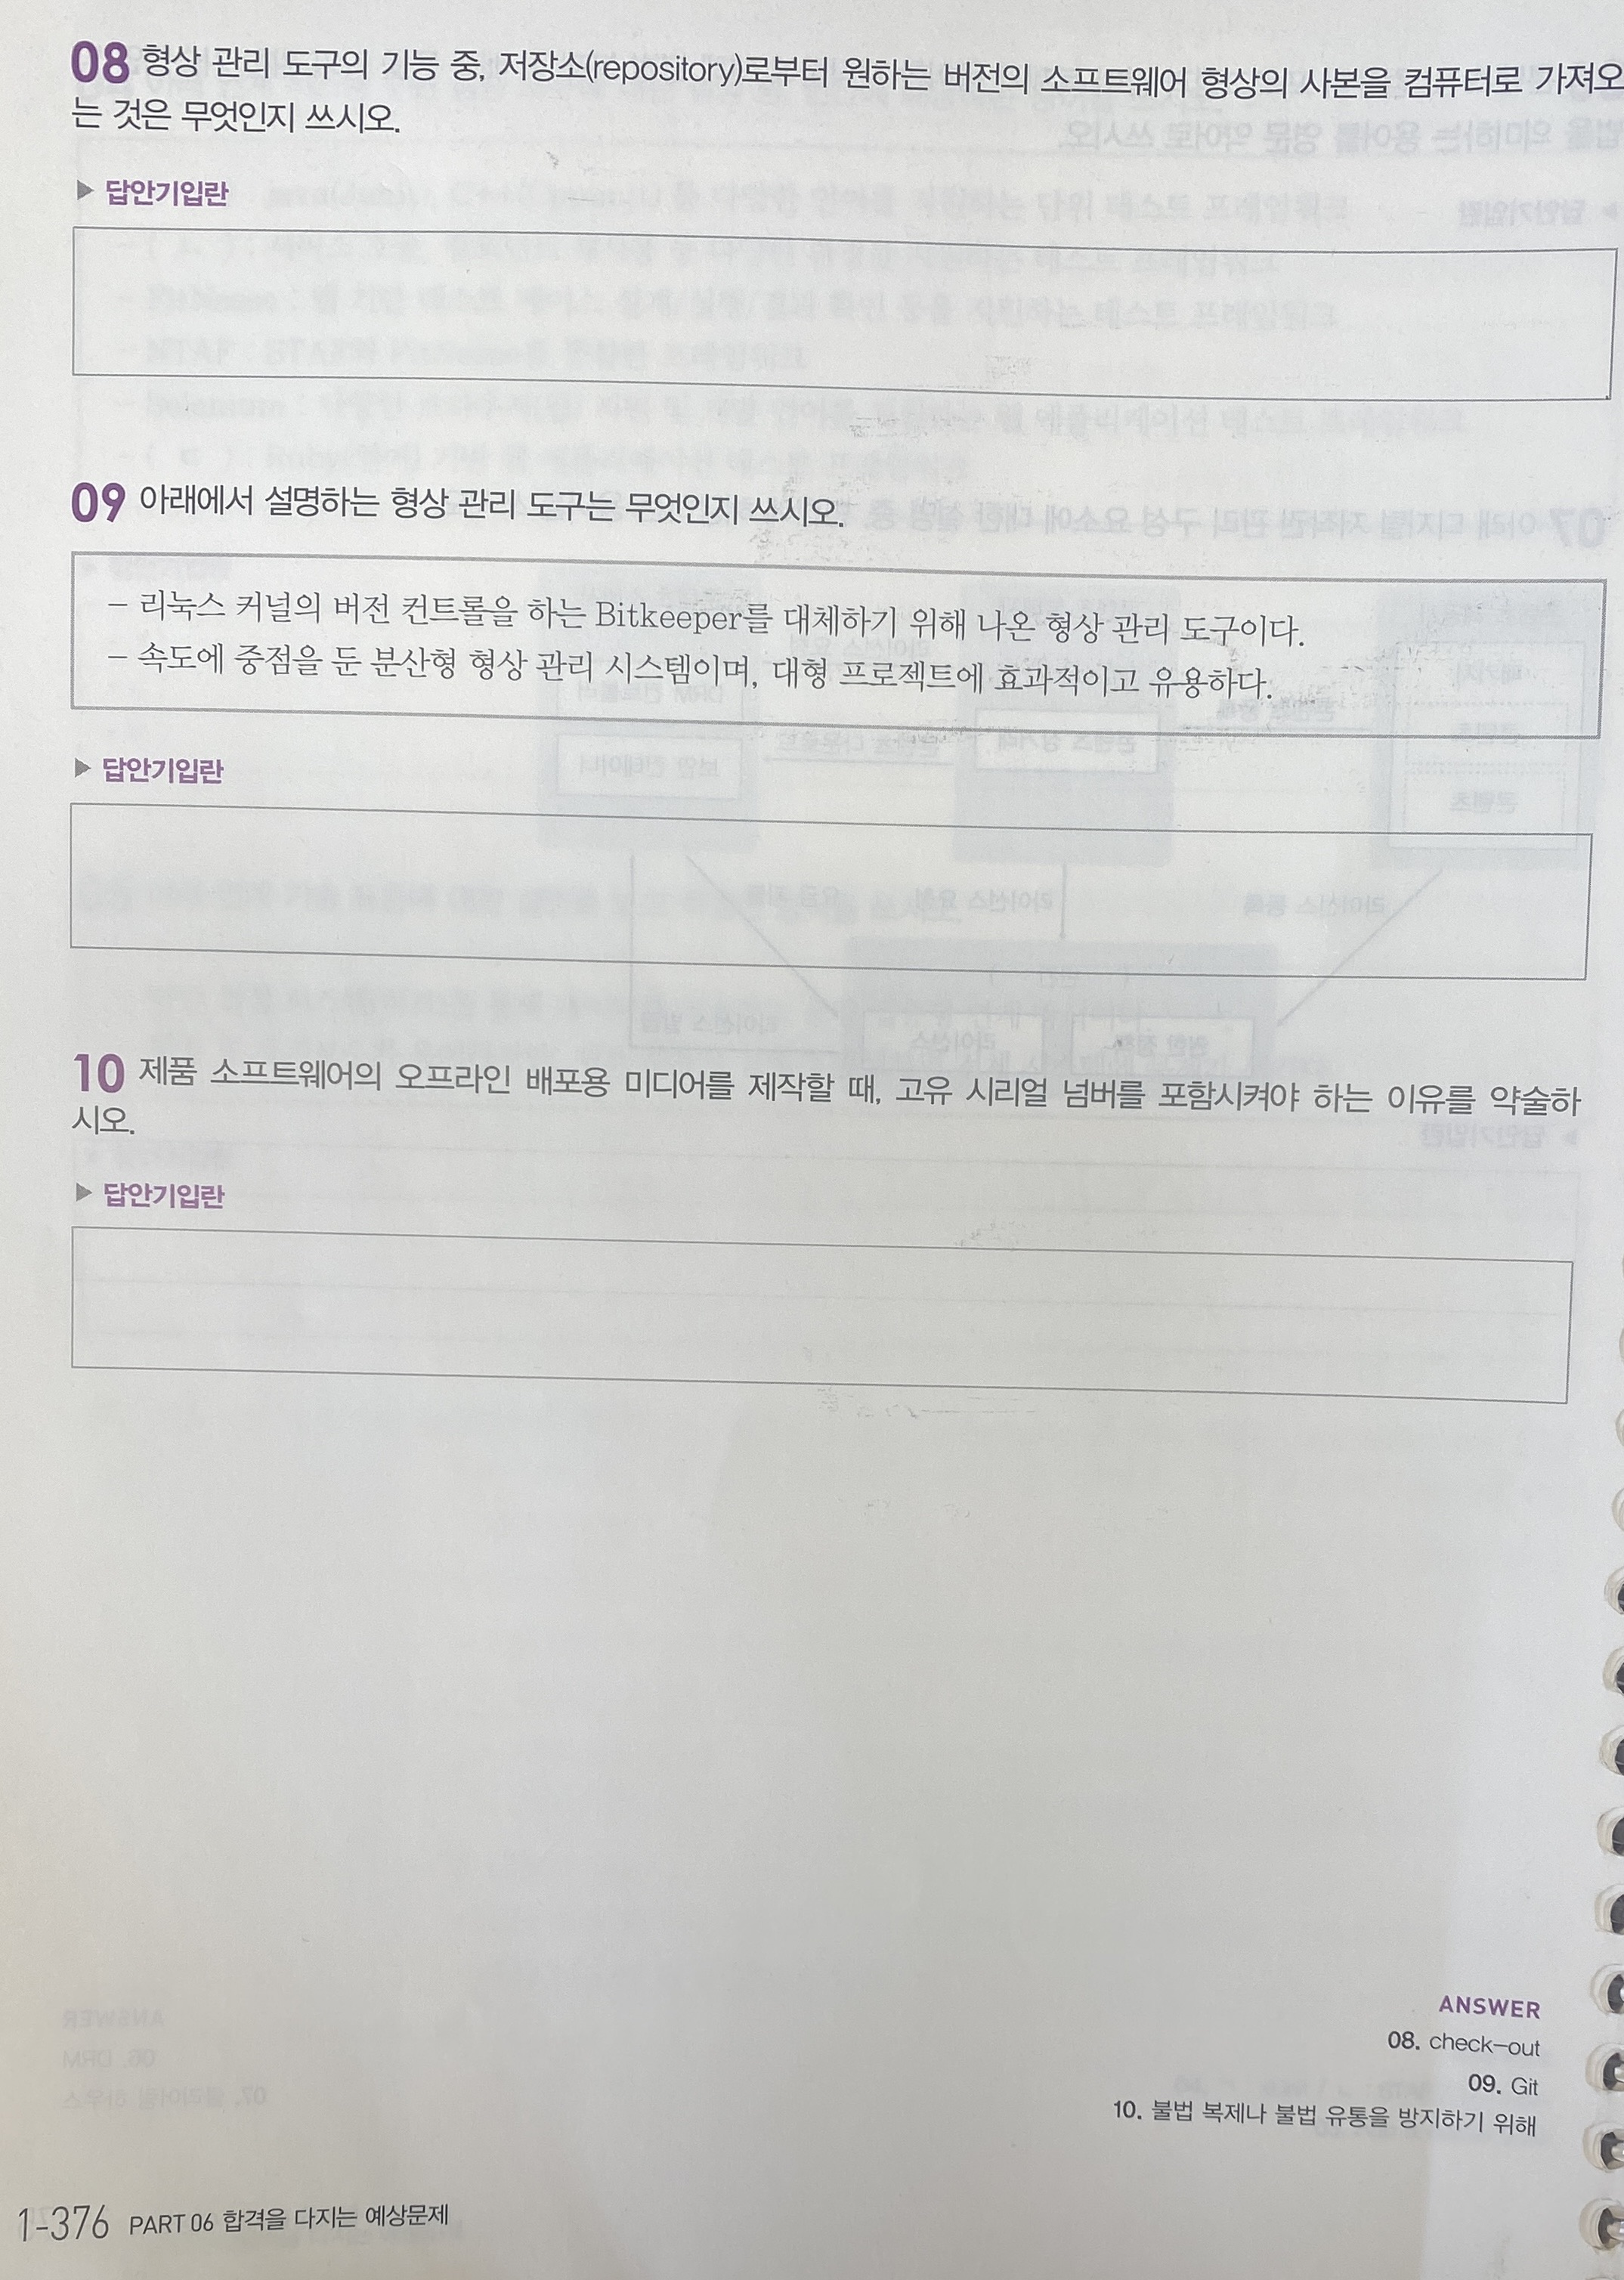 08 형상 관리 도구의 기능 중, 저장소(repository)로부터 원하는 버전의 소프트웨어 형상의 사본을 컴퓨터로 가져오
는 것은 무엇인지 쓰시오.
▶ 답안기입란
09 아래에서 설명하는 형상 관리 도구는 무엇인지 쓰시오.
– 리눅스 커널의 버전 컨트롤을 하는 Bitkeeper를 대체하기 위해 나온 형상 관리 도구이다.
– 속도에 중점을 둔 분산형 형상 관리 시스템이며, 대형 프로젝트에 효과적이고 유용하다.
▶ 답안기입란
10 제품 소프트웨어의 오프라인 배포용 미디어를 제작할 때, 고유 시리얼 넘버를 포함시켜야 하는 이유를 약술하
시오.
▶ 답안기입란
ANSWER
08. check–out
09. Git
10. 불법 복제나 불법 유통을 방지하기 위해
1-376 PART 06 합격을 다지는 예상문제